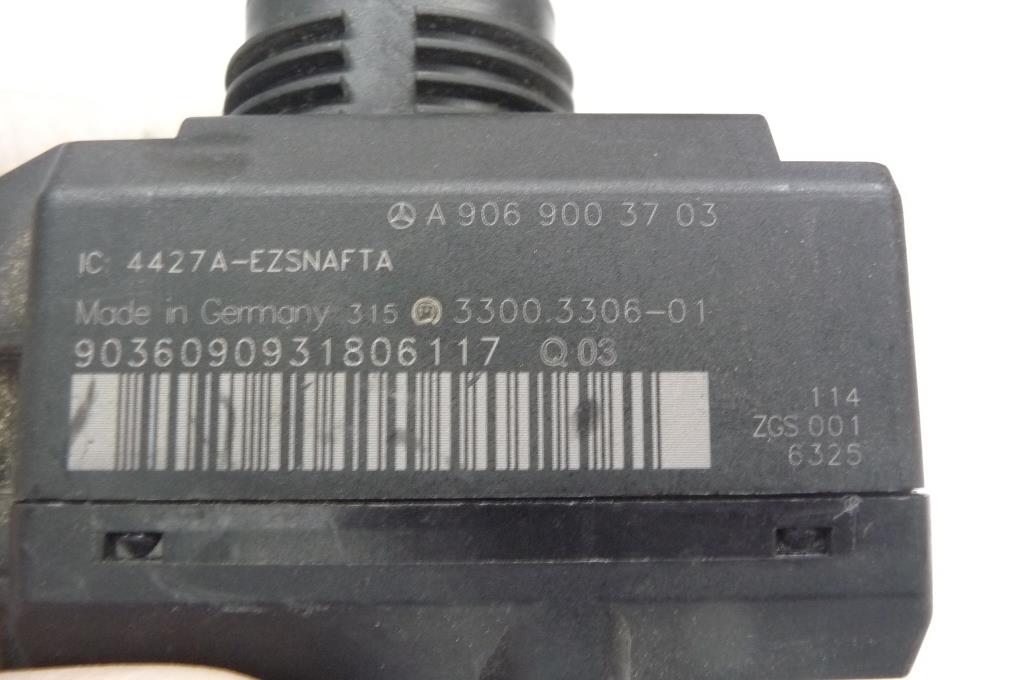 A 906 900 37 03
IC: 4427A-EZSNAFTA
Made in Germany 315 3300.3306-01
9036090931806117 Q 03
114
ZGS 001
6325